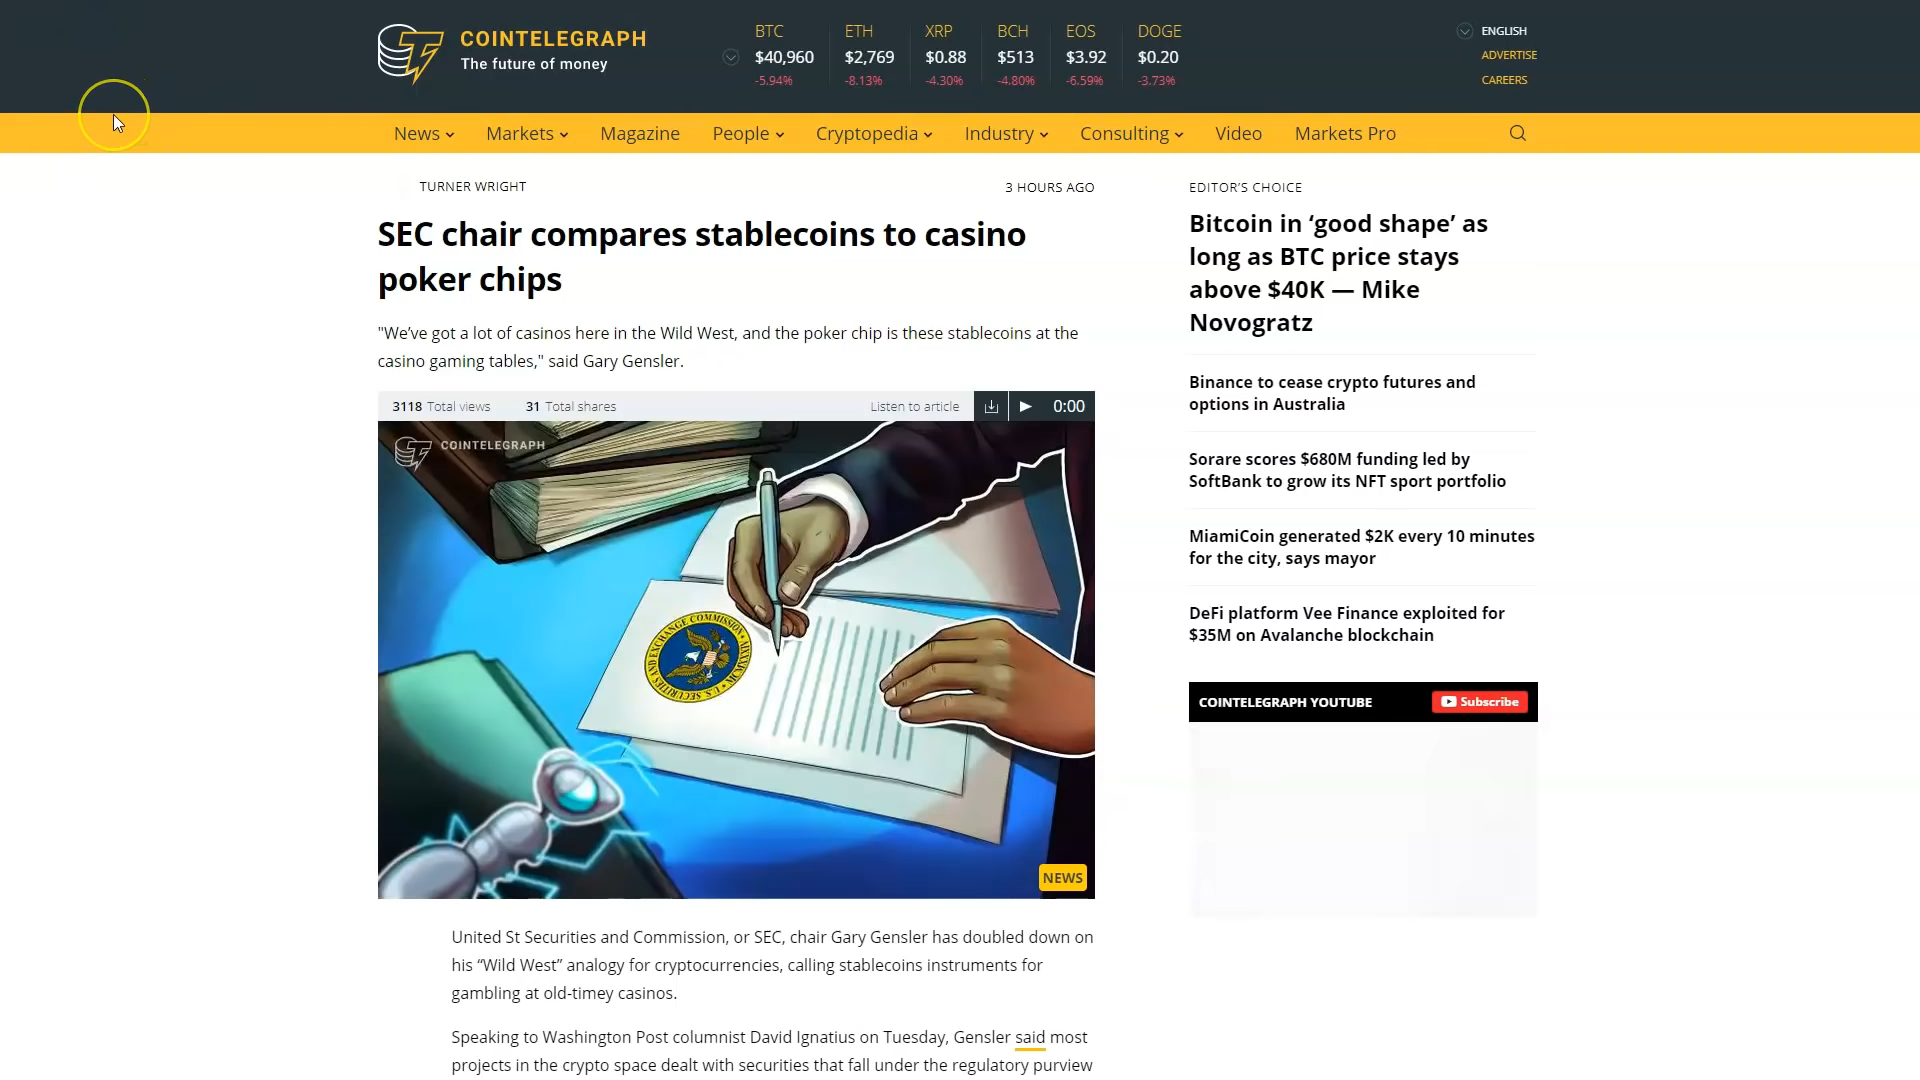 COINTELEGRAPH
The future of money
BTC
$40,960
-5.94%
ETH
$2,769
-8.13%
XRP
$0.88
-4.30%
BCH
$513
-4.80%
EOS
$3.92
-6.59%
DOGE
$0.20
-3.73%
ENGLISH
ADVERTISE
CAREERS
News
Markets
Magazine
People
Cryptopedia
Industry
Consulting
Video
Markets Pro
TURNER WRIGHT
3 HOURS AGO
SEC chair compares stablecoins to casino
poker chips
"We’ve got a lot of casinos here in the Wild West, and the poker chip is these stablecoins at the
casino gaming tables," said Gary Gensler.
3118 Total views
31 Total shares
Listen to article
0:00
COINTELEGRAPH
U.S. SECURITIES AND EXCHANGE COMMISSION
MCMXXXIV
NEWS
United St Securities and Commission, or SEC, chair Gary Gensler has doubled down on
his “Wild West” analogy for cryptocurrencies, calling stablecoins instruments for
gambling at old-timey casinos.
Speaking to Washington Post columnist David Ignatius on Tuesday, Gensler said most
projects in the crypto space dealt with securities that fall under the regulatory purview
EDITOR’S CHOICE
Bitcoin in ‘good shape’ as
long as BTC price stays
above $40K — Mike
Novogratz
Binance to cease crypto futures and
options in Australia
Sorare scores $680M funding led by
SoftBank to grow its NFT sport portfolio
MiamiCoin generated $2K every 10 minutes
for the city, says mayor
DeFi platform Vee Finance exploited for
$35M on Avalanche blockchain
COINTELEGRAPH YOUTUBE
Subscribe